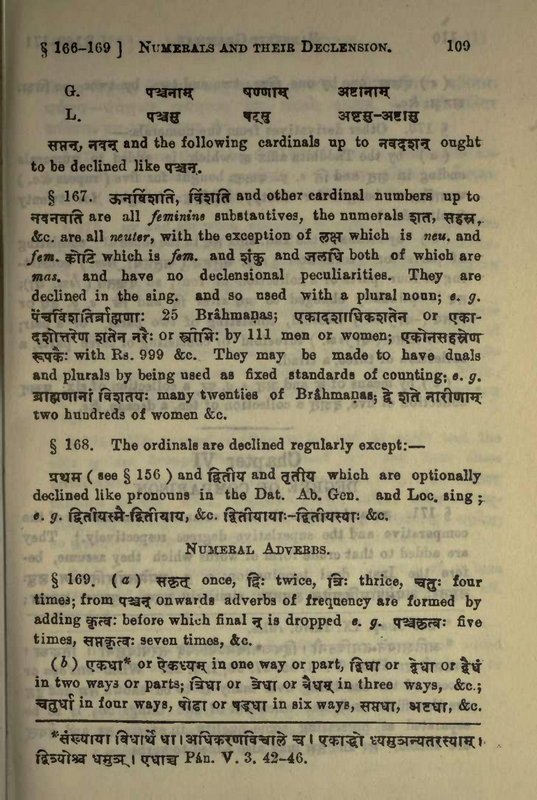 § 166-169 ] NUMERALS AND THEIR DECLENSION. 109
G. पञ्चनाम् षण्णाम् अष्टानाम्
L. पञ्चसु षट्सु अष्टसु-अष्टासु
सप्तन्, नवन् and the following cardinals up to नवदशन् ought
to be declined like पञ्चन्.
§ 167. ऊनविंशति, विंशति and other cardinal numbers up to
नवनवति are all feminine substantives, the numerals शत, सहस्र,
&c. are all neuter, with the exception of लक्ष which is neu. and
fem. कोटि which is fem. and शंकु and जलधि both of which are
mas. and have no declensional peculiarities. They are
declined in the sing. and so used with a plural noun; e. g.
पंचविंशतिर्ब्राह्मणाः 25 Brâhmaṇas; एकादशाधिकशतेन or एका-
दशोत्तरेण शतेन नरैः or स्त्रीभिः by 111 men or women; एकोनसहस्रेण
रूपकैः with Rs. 999 &c. They may be made to have duals
and plurals by being used as fixed standards of counting; e. g.
ब्राह्मणानां विंशतयः many twenties of Brâhmaṇas; द्वे शते नारीणाम्
two hundreds of women &c.
§ 168. The ordinals are declined regularly except:—
प्रथम ( see § 156 ) and द्वितीय and तृतीय which are optionally
declined like pronouns in the Dat. Ab. Gen. and Loc. sing ;
e. g. द्वितीयस्मै-द्वितीयाय, &c. द्वितीयायाः-द्वितीयस्याः &c.
NUMERAL ADVERBS.
§ 169. (a) सकृत् once, द्विः twice, त्रिः thrice, चतुः four
times; from पञ्चन् onwards adverbs of frequency are formed by
adding कृत्वः before which final न् is dropped e. g. पञ्चकृत्वः five
times, सप्तकृत्वः seven times, &c.
(b) एकधा* or ऐकध्यम् in one way or part, द्विधा or द्वेधा or द्वैधं
in two ways or parts; त्रिधा or त्रेधा or त्रैधम् in three ways, &c.;
चतुर्धा in four ways, षोढा or षड्धा in six ways, सप्तधा, अष्टधा, &c.
*संख्याया विधार्थे धा । अधिकरणविचाले च । एकाद्धो ध्यमुञन्यतरस्याम् ।
द्वित्र्योश्च धमुञ् । एधाच्च Pán. V. 3. 42-46.